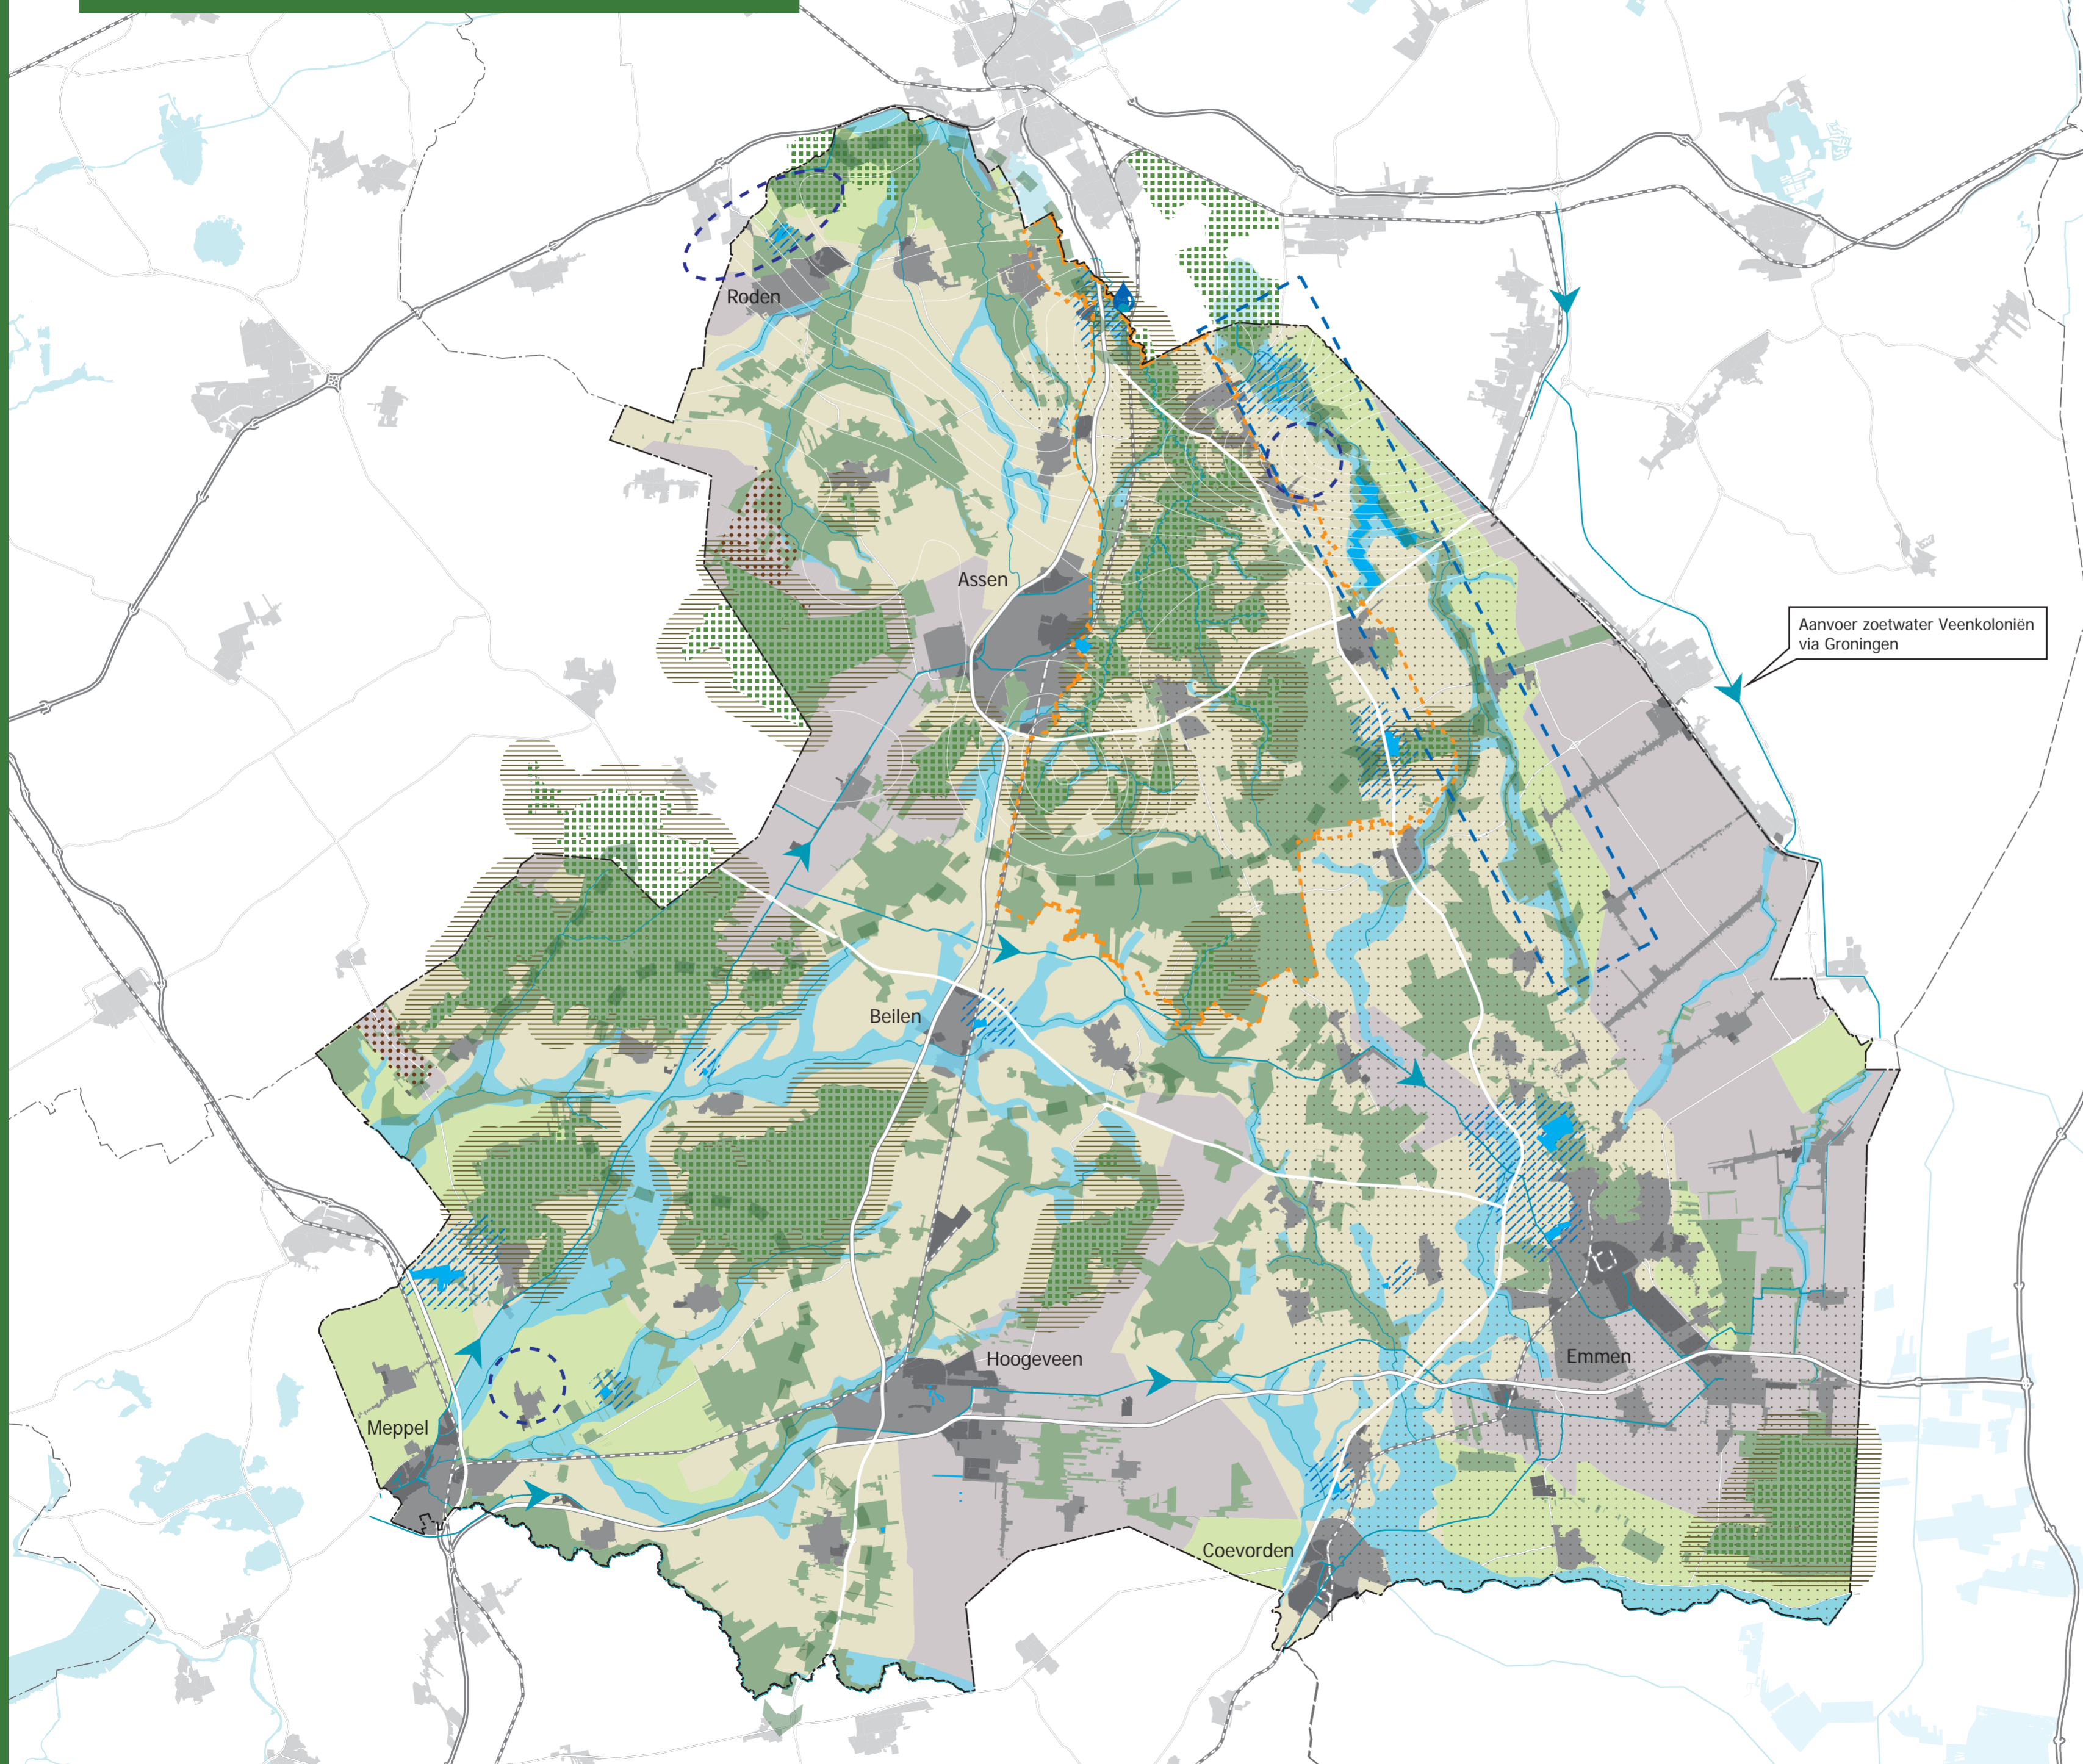 Roden
Assen
Aanvoer zoetwater Veenkoloniën
via Groningen
Beilen
Hoogeveen
Emmen
Meppel
Coevorden